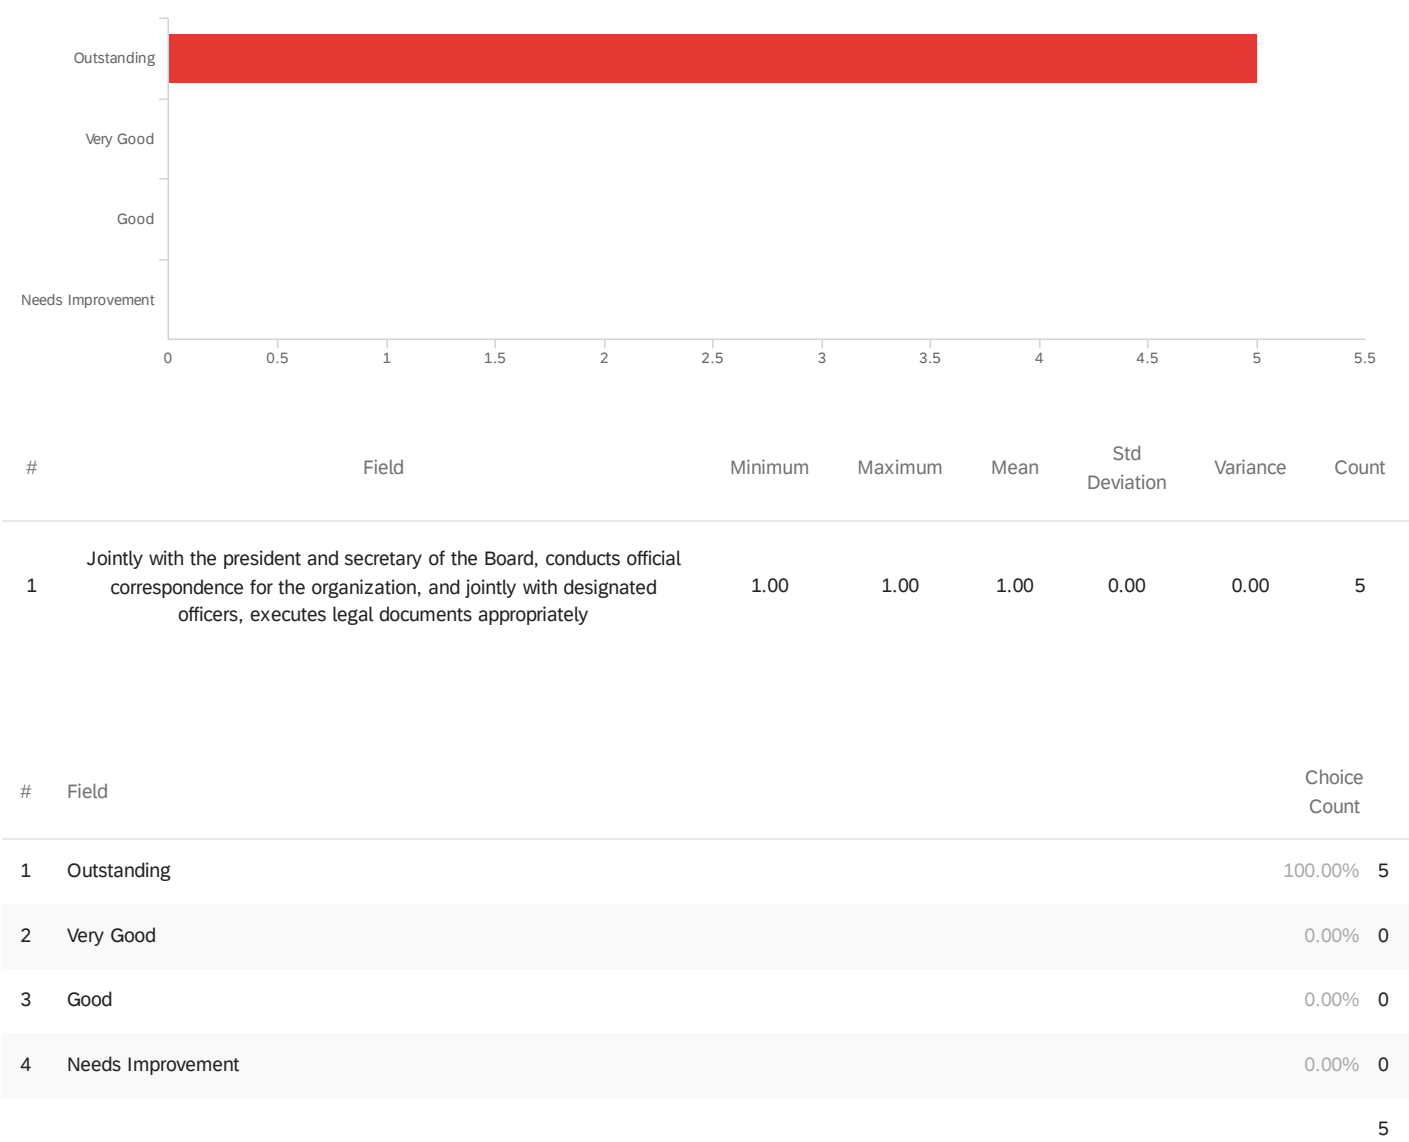 Outstanding
Very Good
Good
Needs Improvement
0 0.5 1 1.5 2 2.5 3 3.5 4 4.5 5 5.5
# Field Minimum Maximum Mean Std Deviation Variance Count
1 Jointly with the president and secretary of the Board, conducts official
correspondence for the organization, and jointly with designated
officers, executes legal documents appropriately
1.00 1.00 1.00 0.00 0.00 5
# Field Choice Count
1 Outstanding 100.00% 5
2 Very Good 0.00% 0
3 Good 0.00% 0
4 Needs Improvement 0.00% 0
5